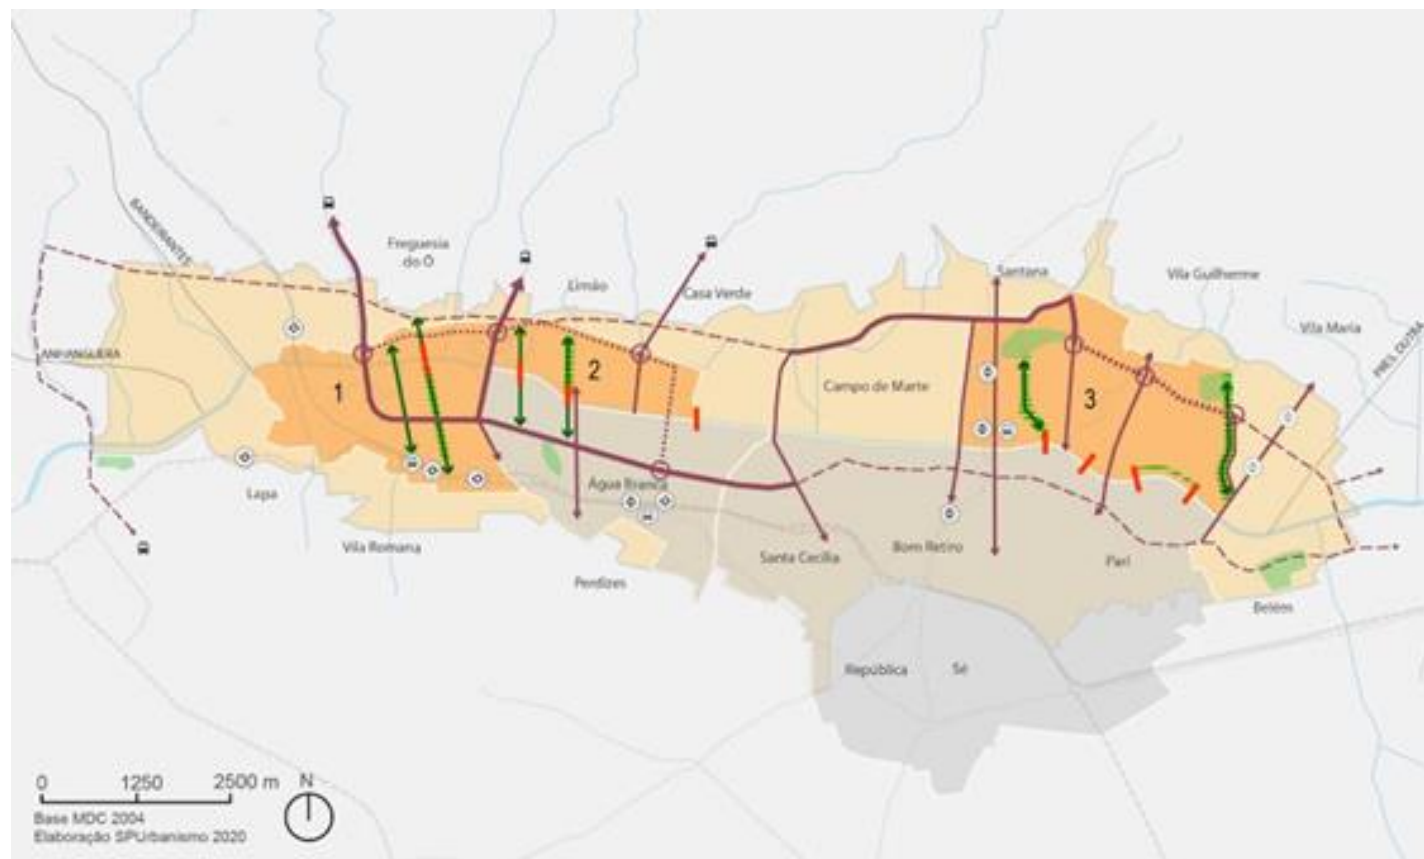 BANDEIRANTES
Freguesia
do Ó
Limão
Casa Verde
Santana
Vila Guilherme
Vila Maria
ANHANGUERA
PRES. DUTRA
1
2
3
Campo de Marte
Lapa
Água Branca
Vila Romana
Santa Cecília
Bom Retiro
Pari
Perdizes
Belém
República
Sé
0 1250 2500 m N
Base MDC 2004
Elaboração SPUrbanismo 2020